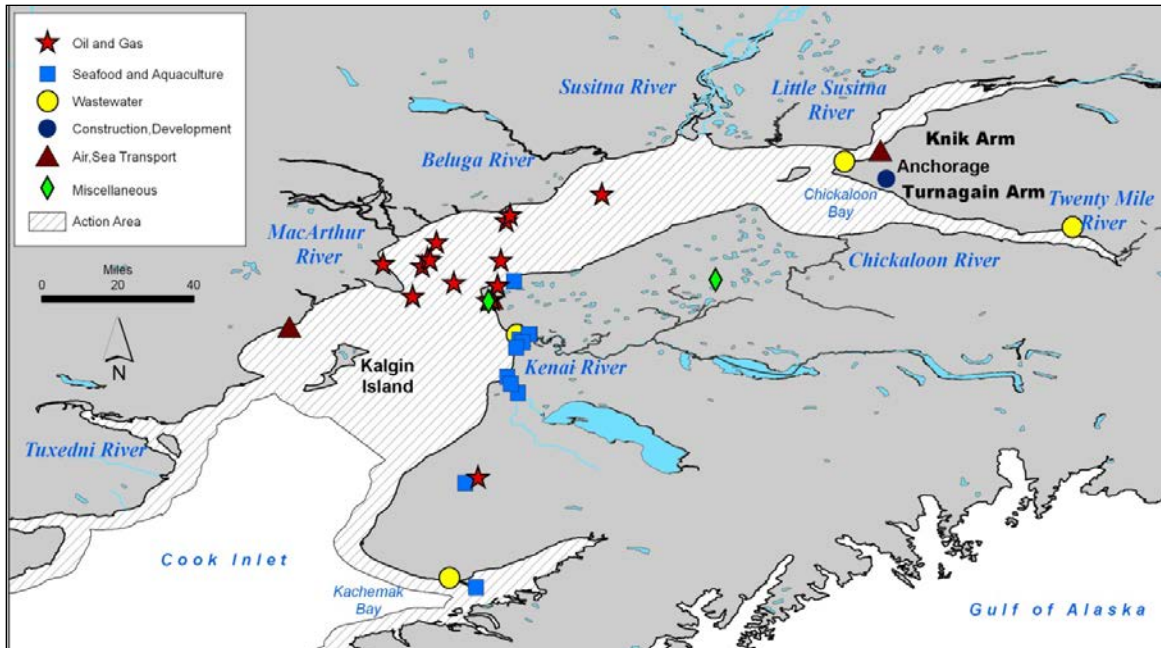 Oil and Gas
Seafood and Aquaculture
Wastewater
Construction,Development
Air,Sea Transport
Miscellaneous
Action Area
Miles
0 20 40
N
Susitna River
Little Susitna
River
Knik Arm
Anchorage
Turnagain Arm
Beluga River
Chickaloon
Bay
Twenty Mile
River
MacArthur
River
Chickaloon River
Kalgin
Island
Kenai River
Tuxedni River
Cook Inlet
Kachemak
Bay
Gulf of Alaska